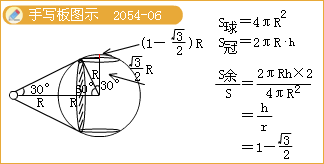 手写板图示 2054-06
(1-√3/2)R
√3/2 R
R
30°
30°
30°
R
R
S球=4πR²
S冠=2πR·h
S余/S=2πRh×2/4πR²
=h/r
=1-√3/2